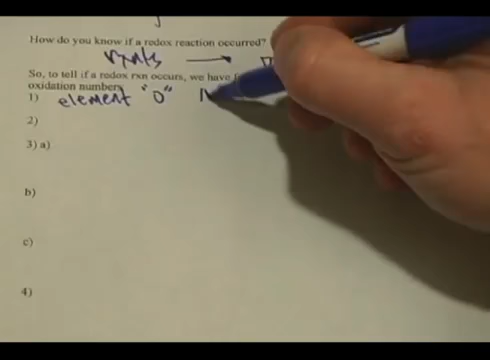 How do you know if a redox reaction occurred?
rxnts →
So, to tell if a redox rxn occurs, we have
oxidation numbers
1) element "0" N
2)
3) a)
b)
c)
4)